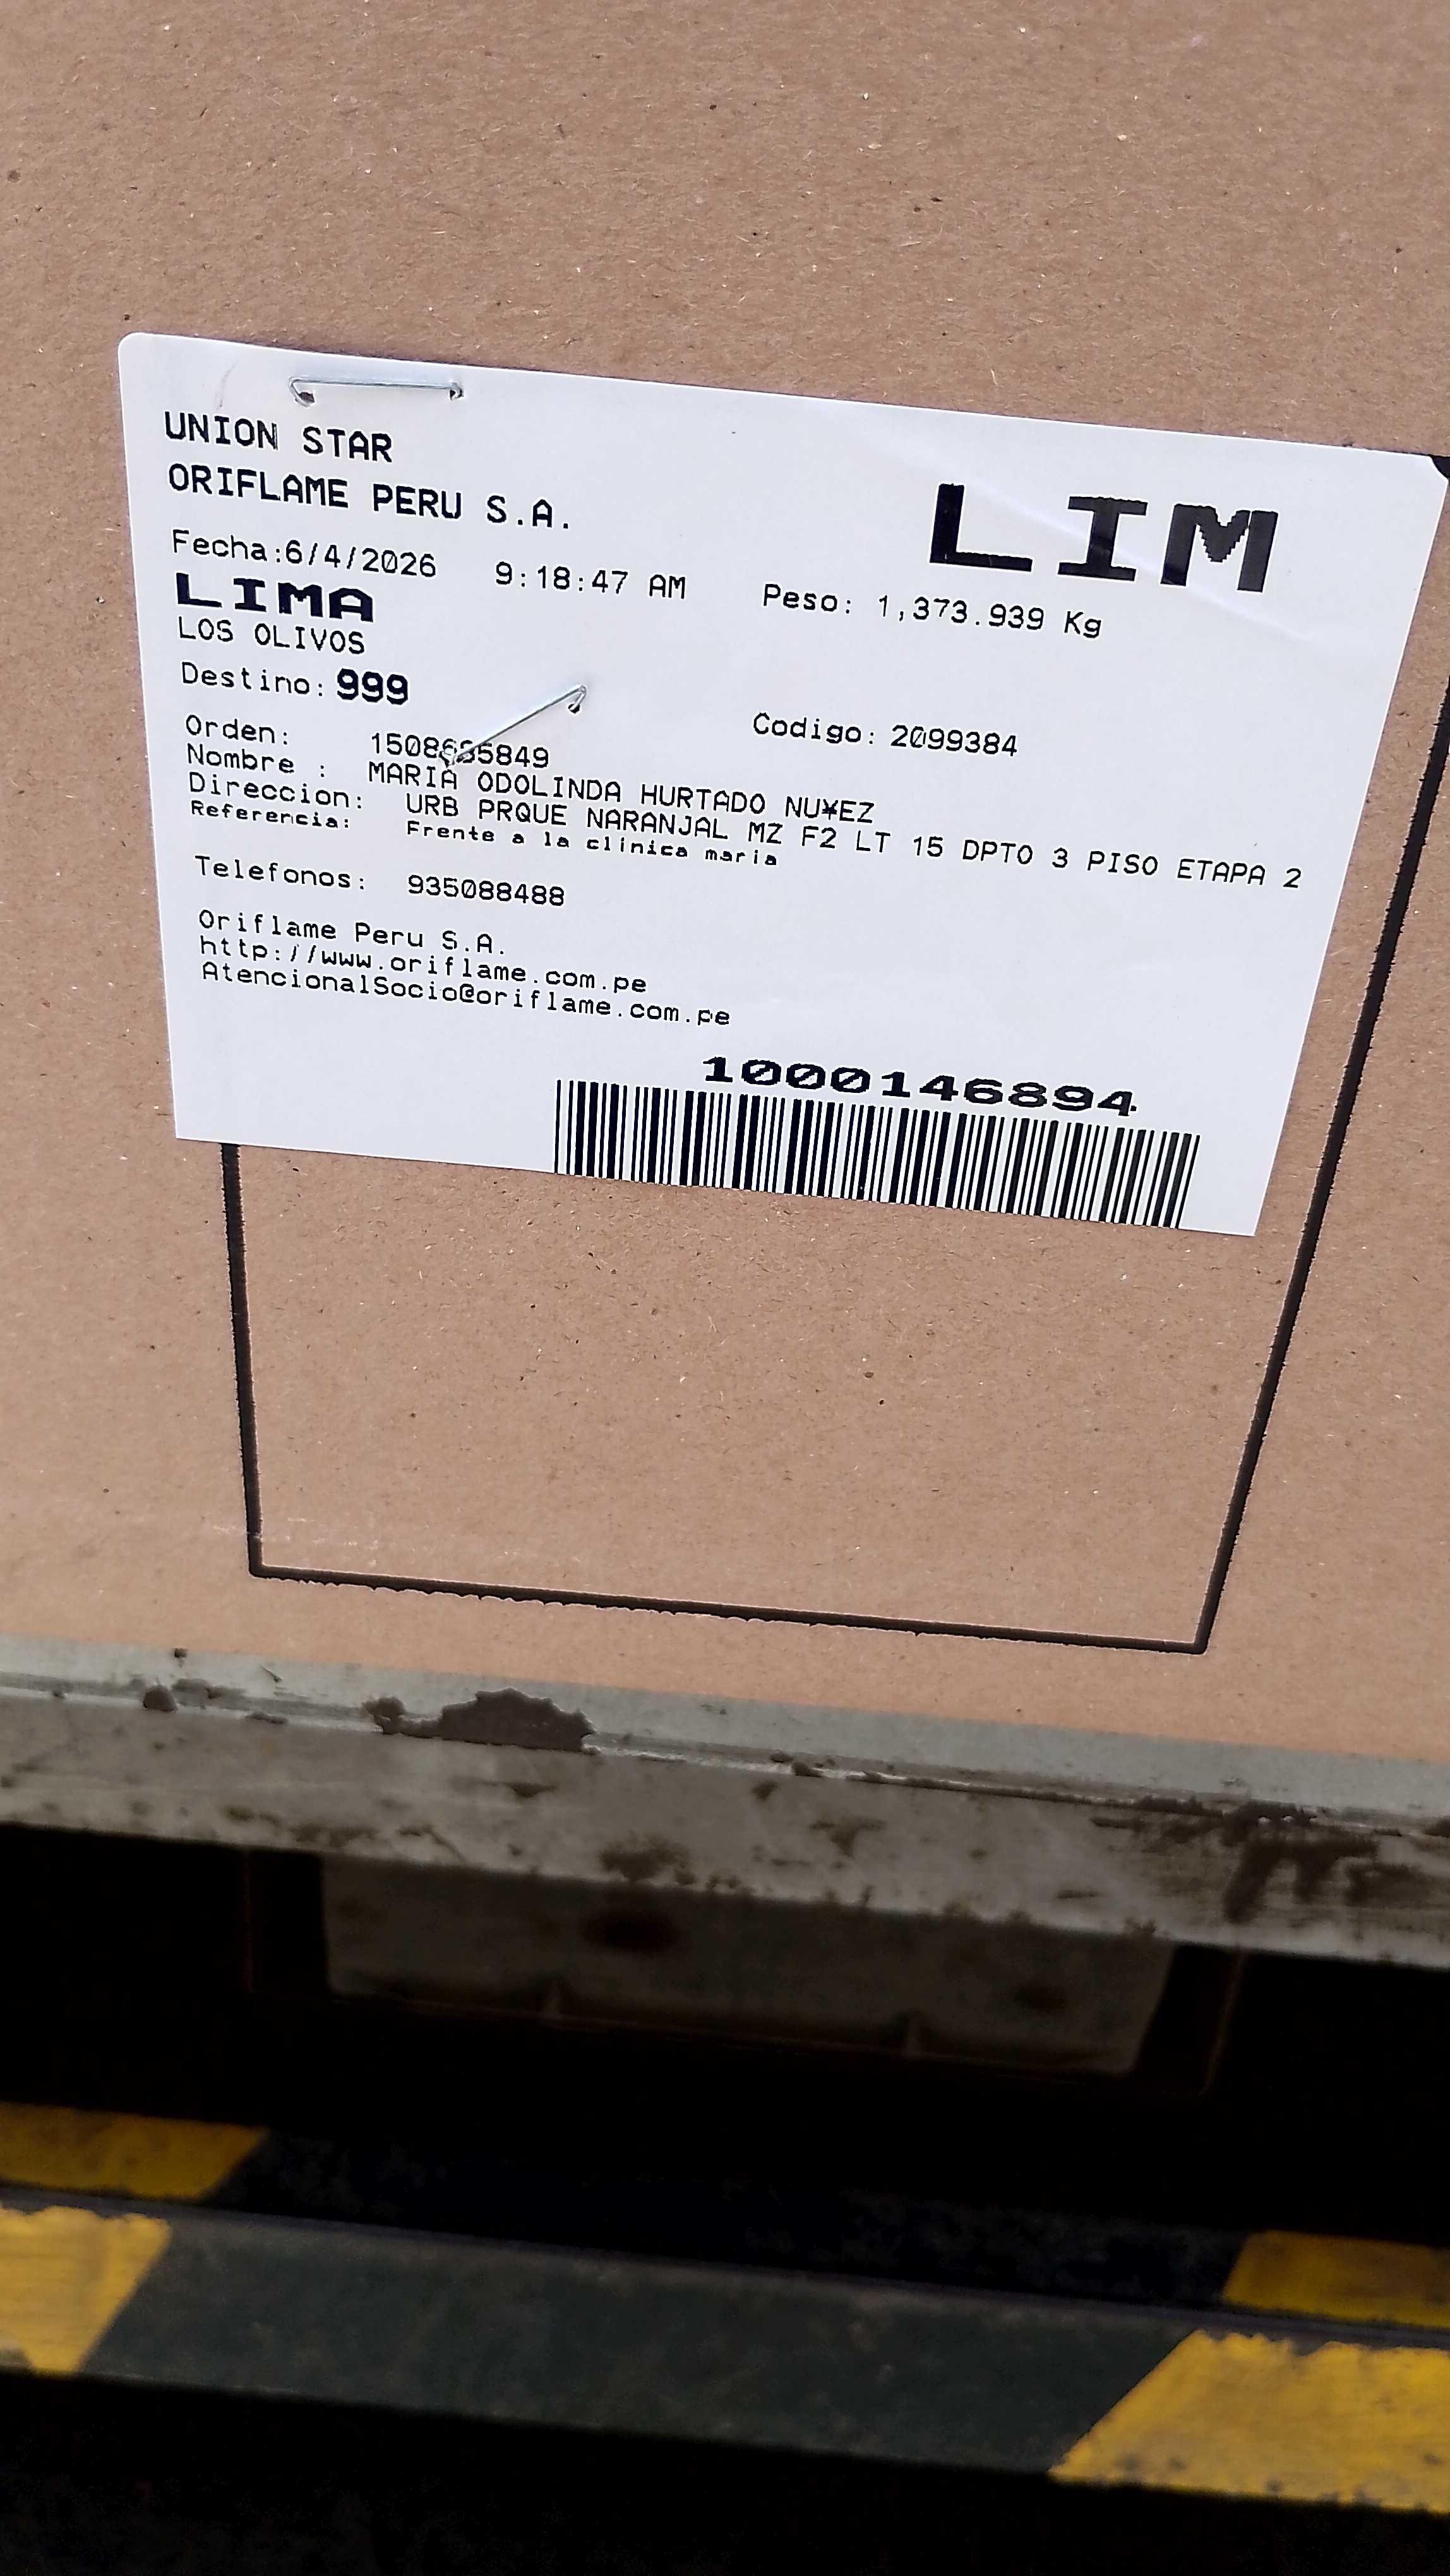 UNION STAR
ORIFLAME PERU S.A.
LIM
Fecha:6/4/2026 9:18:47 AM Peso: 1,373.939 Kg
LIMA
LOS OLIVOS
Destino: 999
Codigo: 2099384
Orden:
Nombre : MARIA ODOLINDA HURTADO NU¥EZ
Direccion: URB PRQUE NARANJAL MZ F2 LT 15 DPTO 3 PISO ETAPA 2
Referencia: Frente a la clinica maria
Telefonos: 935088488
Oriflame Peru S.A.
http://www.oriflame.com.pe
AtencionalSocio@oriflame.com.pe
1000146894